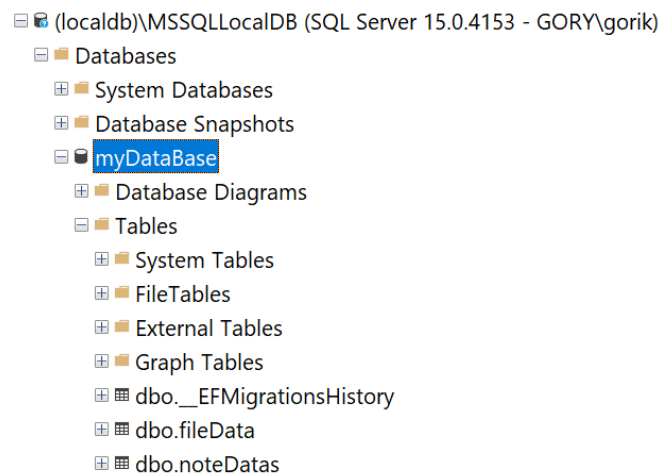 (localdb)\MSSQLLocalDB (SQL Server 15.0.4153 - GORY\gorik)
Databases
System Databases
Database Snapshots
myDataBase
Database Diagrams
Tables
System Tables
FileTables
External Tables
Graph Tables
dbo.__EFMigrationsHistory
dbo.fileData
dbo.noteDatas